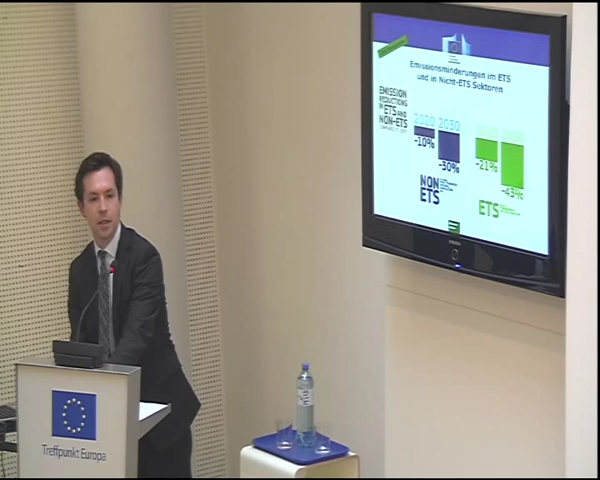 Emissionsminderungen im ETS
und in Nicht-ETS Sektoren
EMISSION
REDUCTIONS
IN ETS AND
NON-ETS
2020 2030
-10%
-30%
-21%
-43%
NON
ETS
ETS
SAMSUNG
Treffpunkt Europa